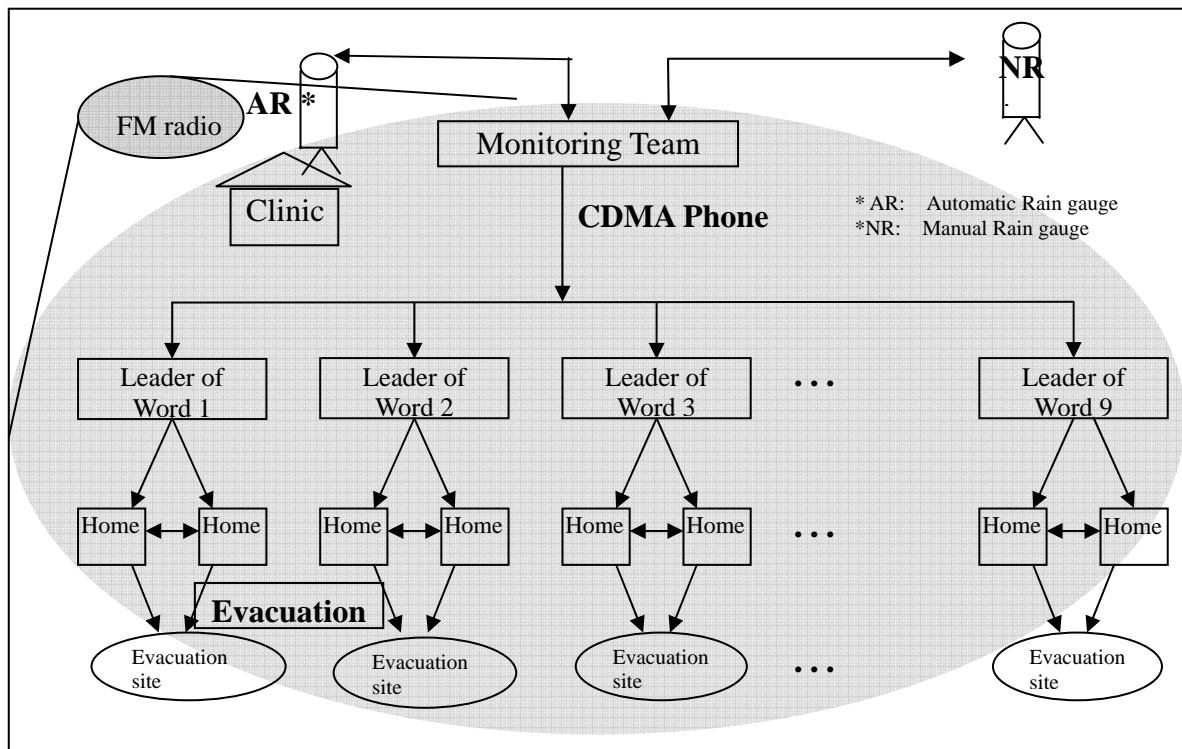 NR
AR *
FM radio
Monitoring Team
Clinic
CDMA Phone
* AR: Automatic Rain gauge
*NR: Manual Rain gauge
Leader of
Word 1
Leader of
Word 2
Leader of
Word 3
...
Leader of
Word 9
Home
Home
Home
Home
Home
Home
...
Home
Home
Evacuation
Evacuation
site
Evacuation
site
Evacuation
site
...
Evacuation
site